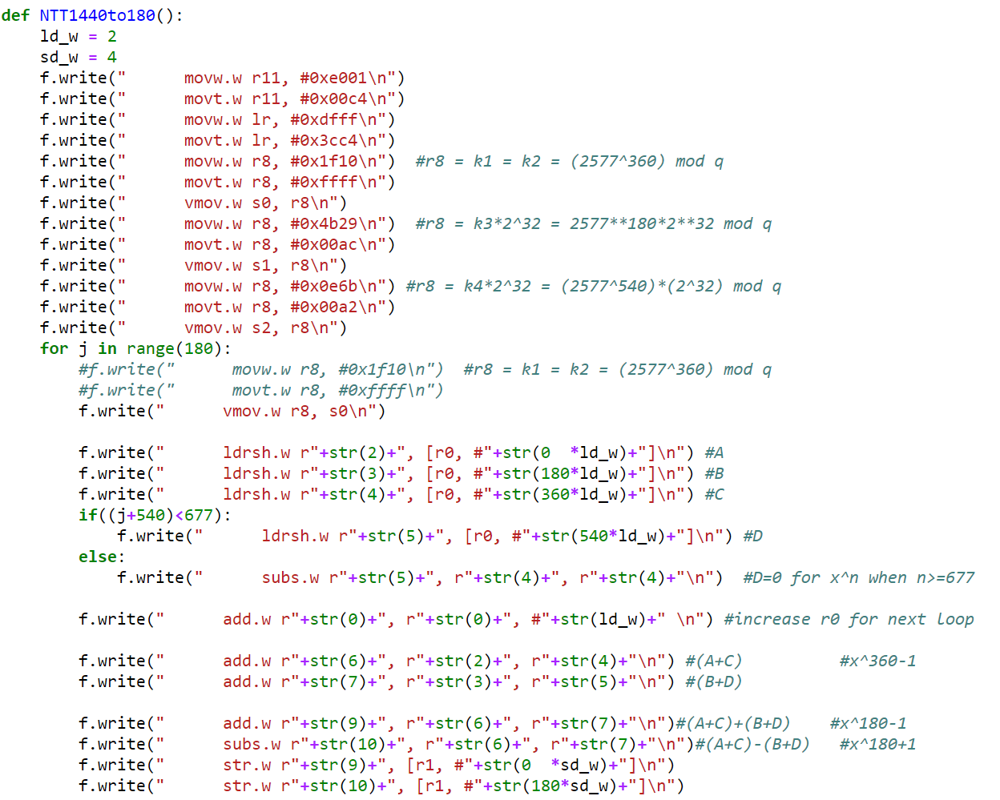 def NTT1440to180():
    ld_w = 2
    sd_w = 4
    f.write("      movw.w r11, #0xe001\n")
    f.write("      movt.w r11, #0x00c4\n")
    f.write("      movw.w lr, #0xdfff\n")
    f.write("      movt.w lr, #0x3cc4\n")
    f.write("      movw.w r8, #0x1f10\n")  #r8 = k1 = k2 = (2577^360) mod q
    f.write("      movt.w r8, #0xffff\n")
    f.write("      vmov.w s0, r8\n")
    f.write("      movw.w r8, #0x4b29\n")  #r8 = k3*2^32 = 2577**180*2**32 mod q
    f.write("      movt.w r8, #0x00ac\n")
    f.write("      vmov.w s1, r8\n")
    f.write("      movw.w r8, #0x0e6b\n") #r8 = k4*2^32 = (2577^540)*(2^32) mod q
    f.write("      movt.w r8, #0x00a2\n")
    f.write("      vmov.w s2, r8\n")
    for j in range(180):
        #f.write("      movw.w r8, #0x1f10\n")  #r8 = k1 = k2 = (2577^360) mod q
        #f.write("      movt.w r8, #0xffff\n")
        f.write("      vmov.w r8, s0\n")

        f.write("      ldrsh.w r"+str(2)+", [r0, #"+str(0  *ld_w)+"]\n") #A
        f.write("      ldrsh.w r"+str(3)+", [r0, #"+str(180*ld_w)+"]\n") #B
        f.write("      ldrsh.w r"+str(4)+", [r0, #"+str(360*ld_w)+"]\n") #C
        if((j+540)<677):
            f.write("      ldrsh.w r"+str(5)+", [r0, #"+str(540*ld_w)+"]\n") #D
        else:
            f.write("      subs.w r"+str(5)+", r"+str(4)+", r"+str(4)+"\n")  #D=0 for x^n when n>=677

        f.write("      add.w r"+str(0)+", r"+str(0)+", #"+str(ld_w)+" \n") #increase r0 for next loop

        f.write("      add.w r"+str(6)+", r"+str(2)+", r"+str(4)+"\n") #(A+C)          #x^360-1
        f.write("      add.w r"+str(7)+", r"+str(3)+", r"+str(5)+"\n") #(B+D)

        f.write("      add.w r"+str(9)+", r"+str(6)+", r"+str(7)+"\n")#(A+C)+(B+D)    #x^180-1
        f.write("      subs.w r"+str(10)+", r"+str(6)+", r"+str(7)+"\n")#(A+C)-(B+D)   #x^180+1
        f.write("      str.w r"+str(9)+", [r1, #"+str(0  *sd_w)+"]\n")
        f.write("      str.w r"+str(10)+", [r1, #"+str(180*sd_w)+"]\n")